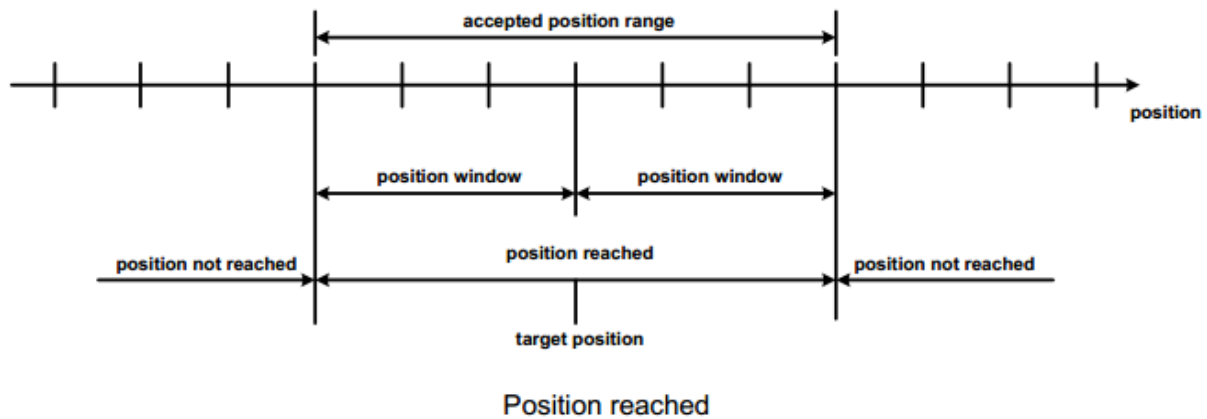 accepted position range
position
position window
position window
position not reached
position reached
position not reached
target position
Position reached